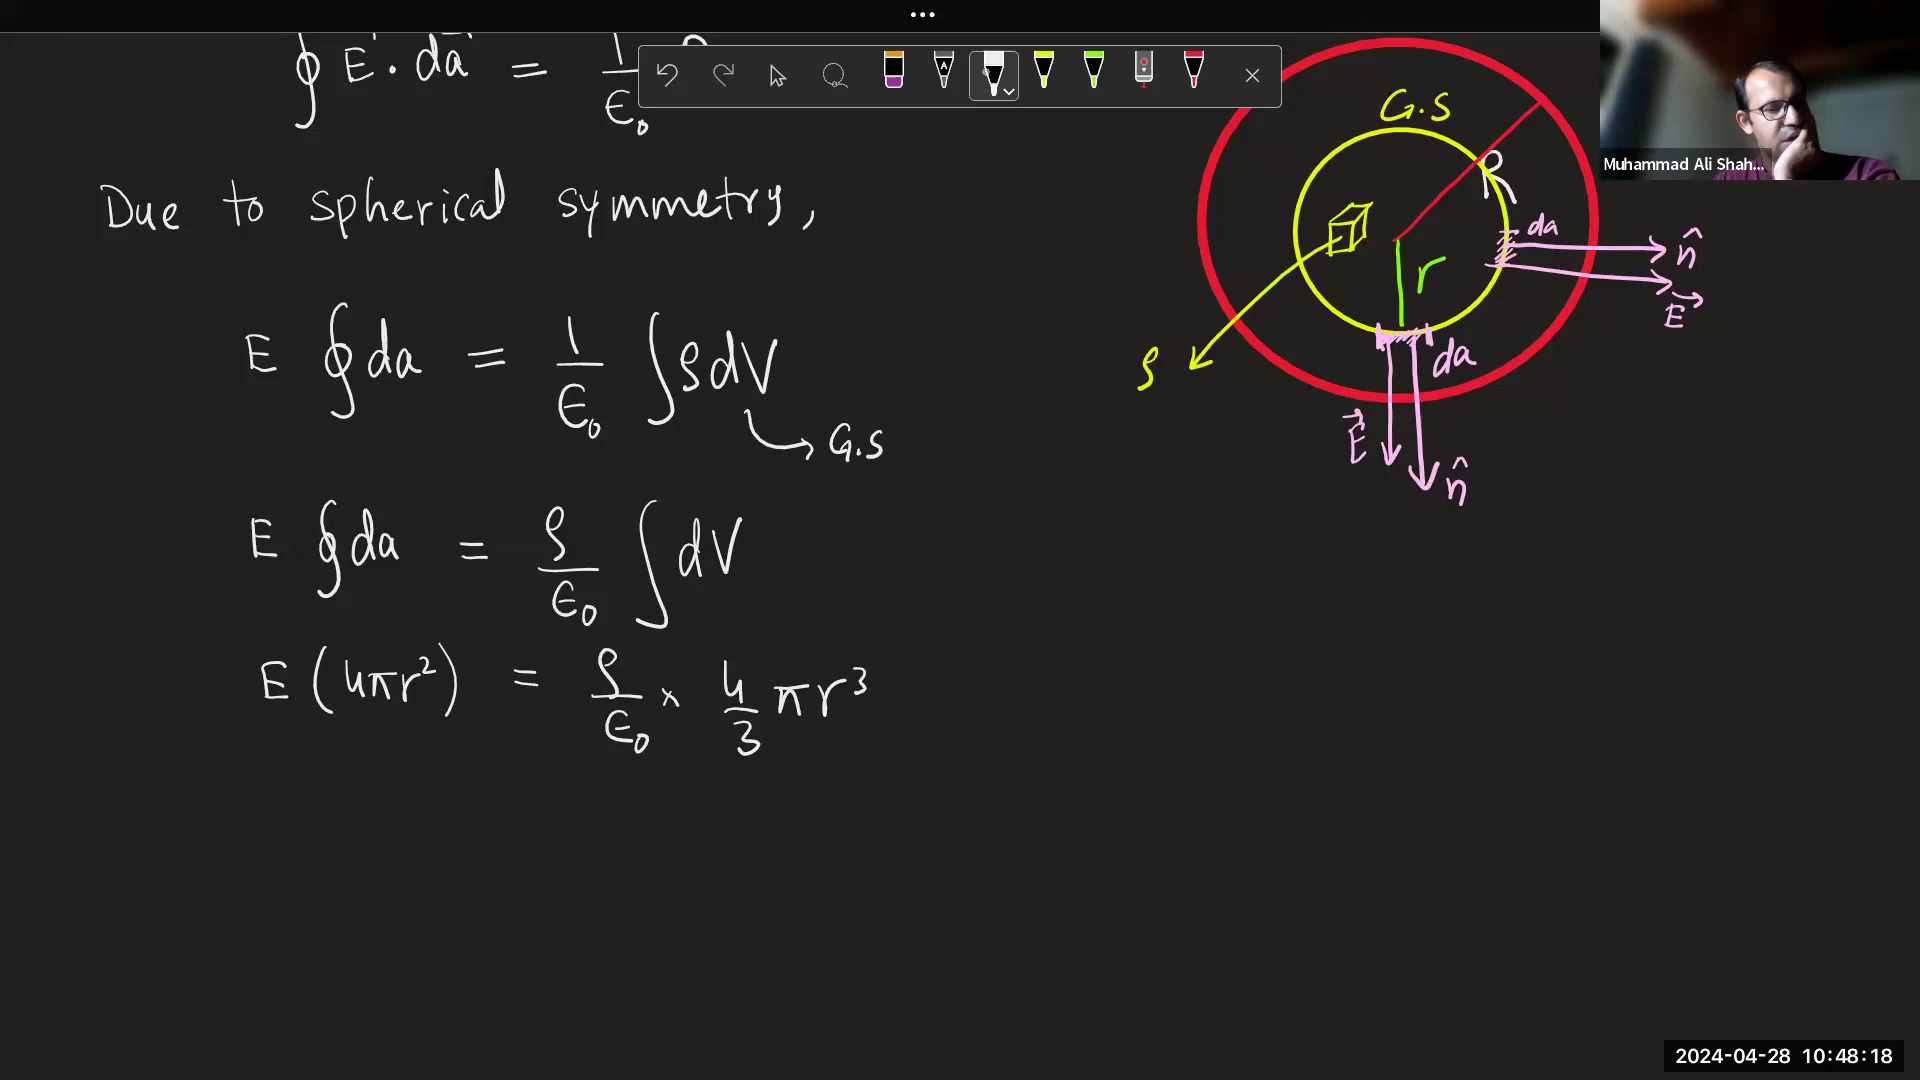 ∮ E · da = 1/ϵ₀
Due to spherical symmetry,
E ∮ da = 1/ϵ₀ ∫ ρ dV
→ G.S
E ∮ da = ρ/ϵ₀ ∫ dV
E (4πr²) = ρ/ϵ₀ × 4/3 πr³
G.S
R
da
n̂
E⃗
r
ρ
da
E⃗
n̂
Muhammad Ali Shah...
2024-04-28 10:48:18